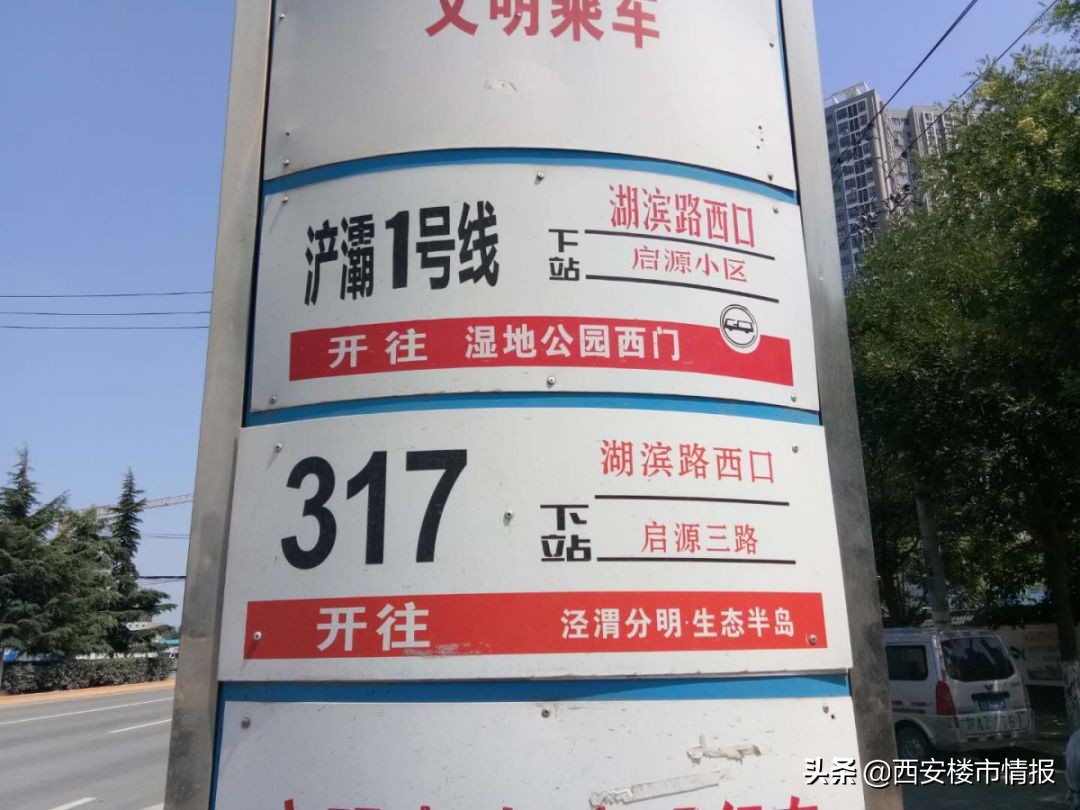 文明乘车
浐灞1号线
湖滨路西口
下站
启源小区
开往 湿地公园西门
317
湖滨路西口
下站
启源三路
开往 泾渭分明·生态半岛
头条 @西安楼市情报